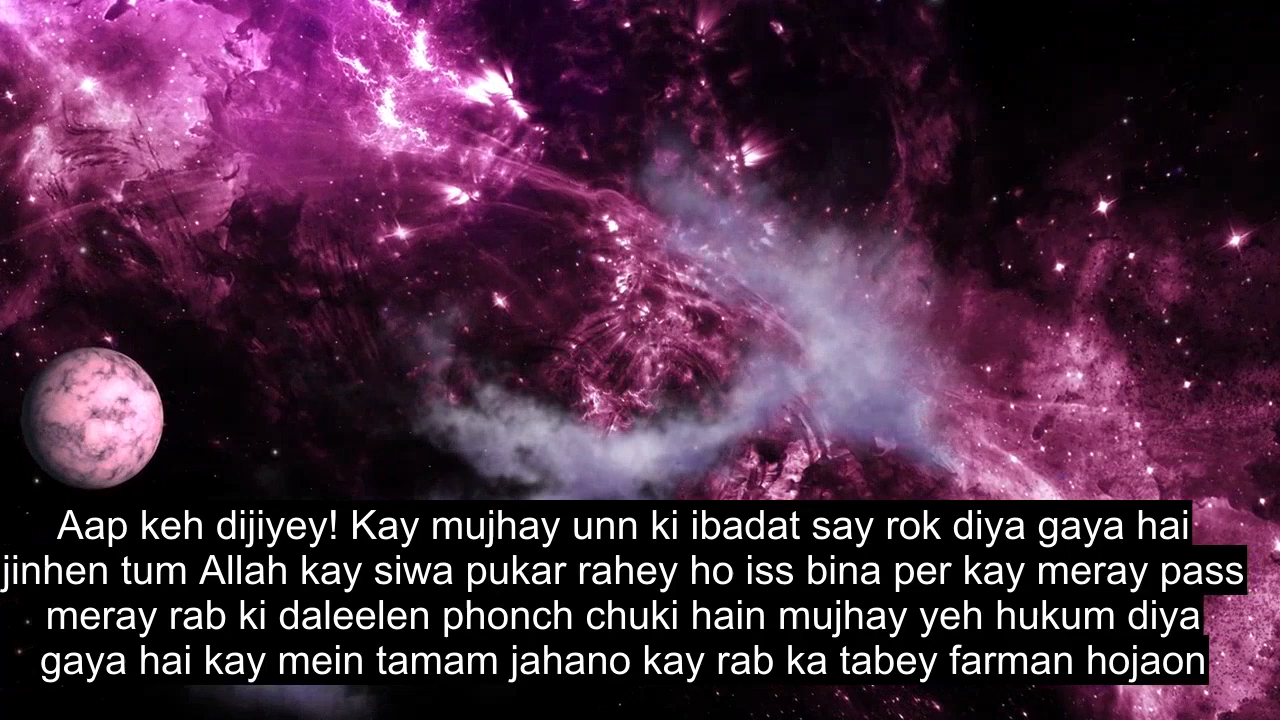 Aap keh dijiyey! Kay mujhay unn ki ibadat say rok diya gaya hai
jinhen tum Allah kay siwa pukar rahey ho iss bina per kay meray pass
meray rab ki daleelen phonch chuki hain mujhay yeh hukum diya
gaya hai kay mein tamam jahano kay rab ka tabey farman hojaon